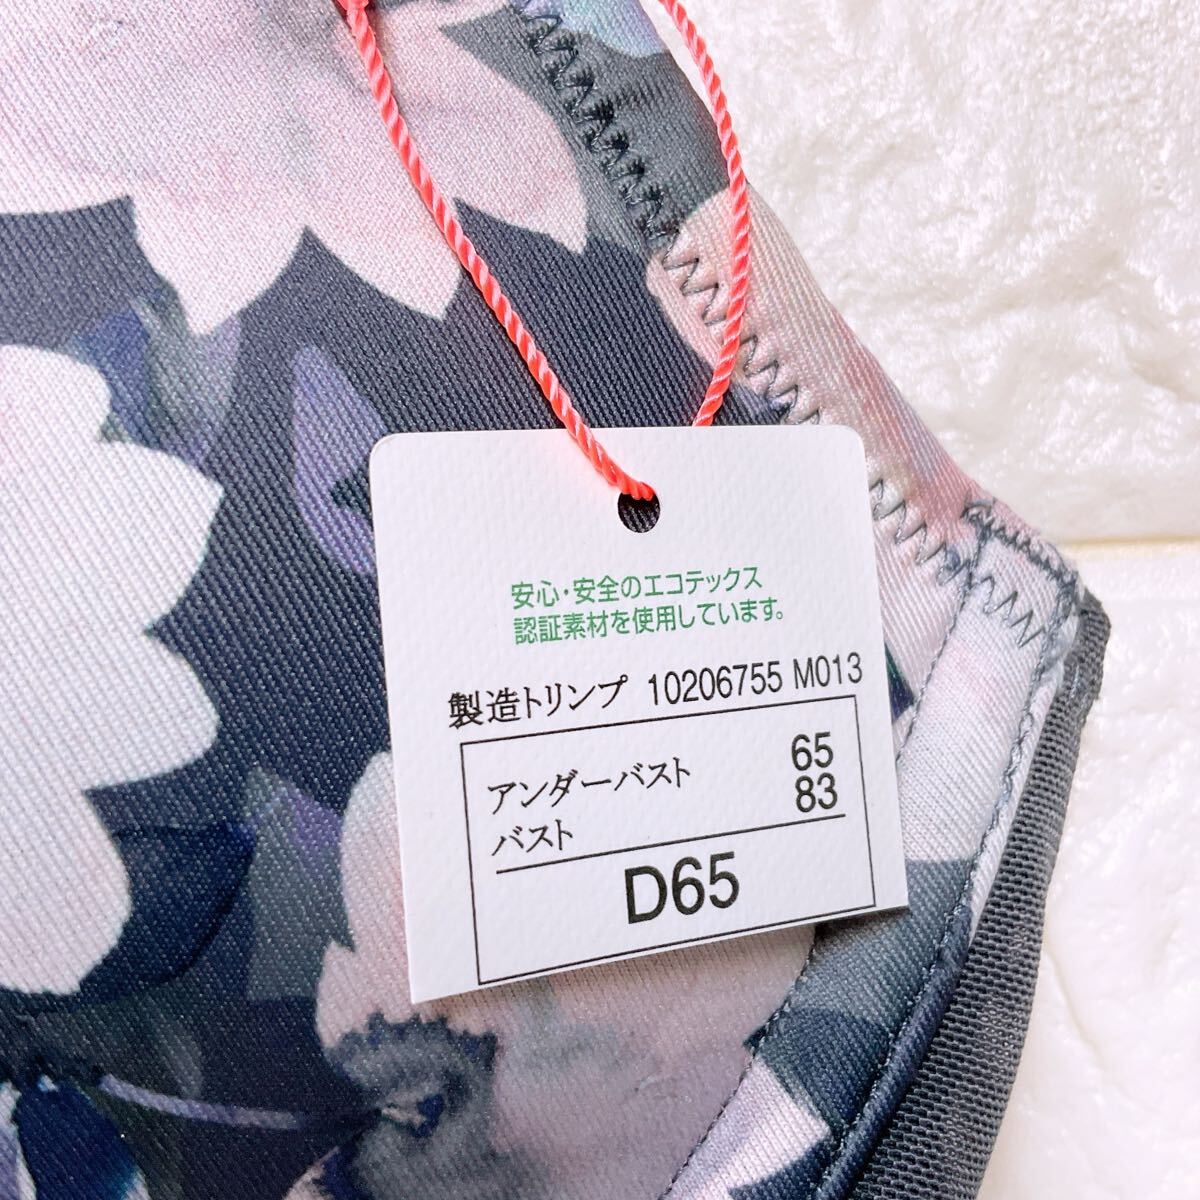 安心・安全のエコテックス
認証素材を使用しています。
製造トリンプ 10206755 M013
アンダーバスト 65
バスト 83
D65